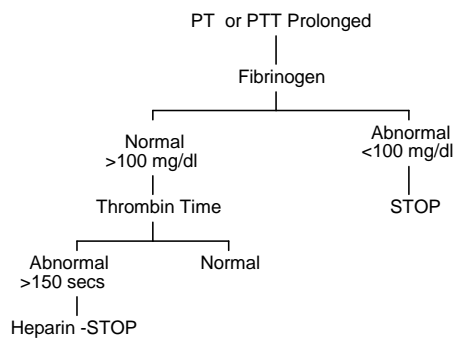 PT or PTT Prolonged
Fibrinogen
Normal
>100 mg/dl
Abnormal
<100 mg/dl
Thrombin Time
STOP
Abnormal
>150 secs
Normal
Heparin -STOP